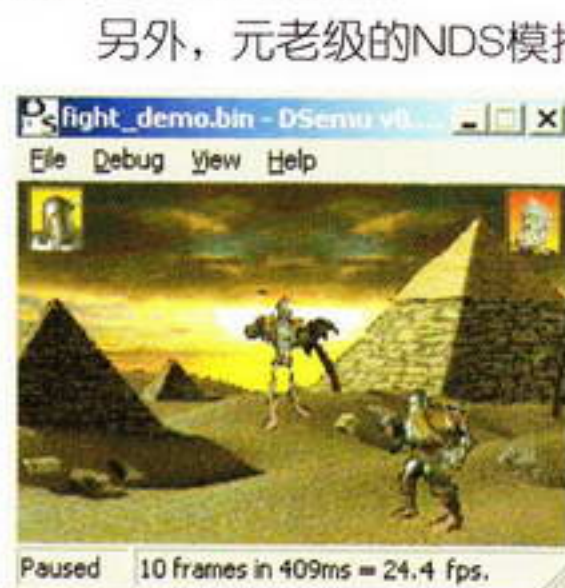 另外，元老级的NDS模
fight_demo.bin - DSemu v0....
File Debug View Help
Paused 10 frames in 409ms = 24.4 fps.